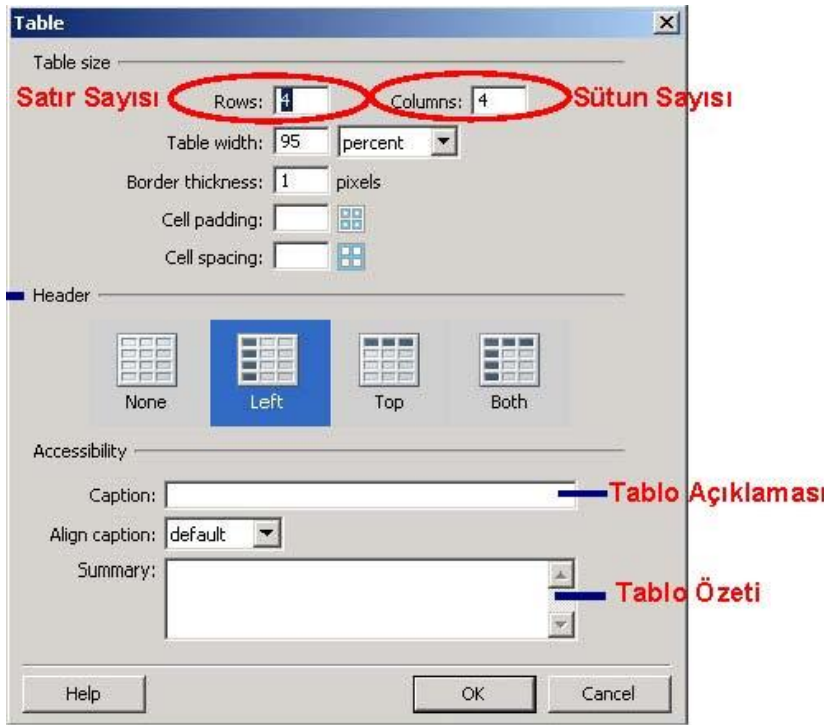 Table
Table size
Satır Sayısı Rows: 4 Columns: 4 Sütun Sayısı
Table width: 95 percent
Border thickness: 1 pixels
Cell padding:
Cell spacing:
Header
None Left Top Both
Accessibility
Caption: Tablo Açıklaması
Align caption: default
Summary:
Tablo Özeti
Help OK Cancel